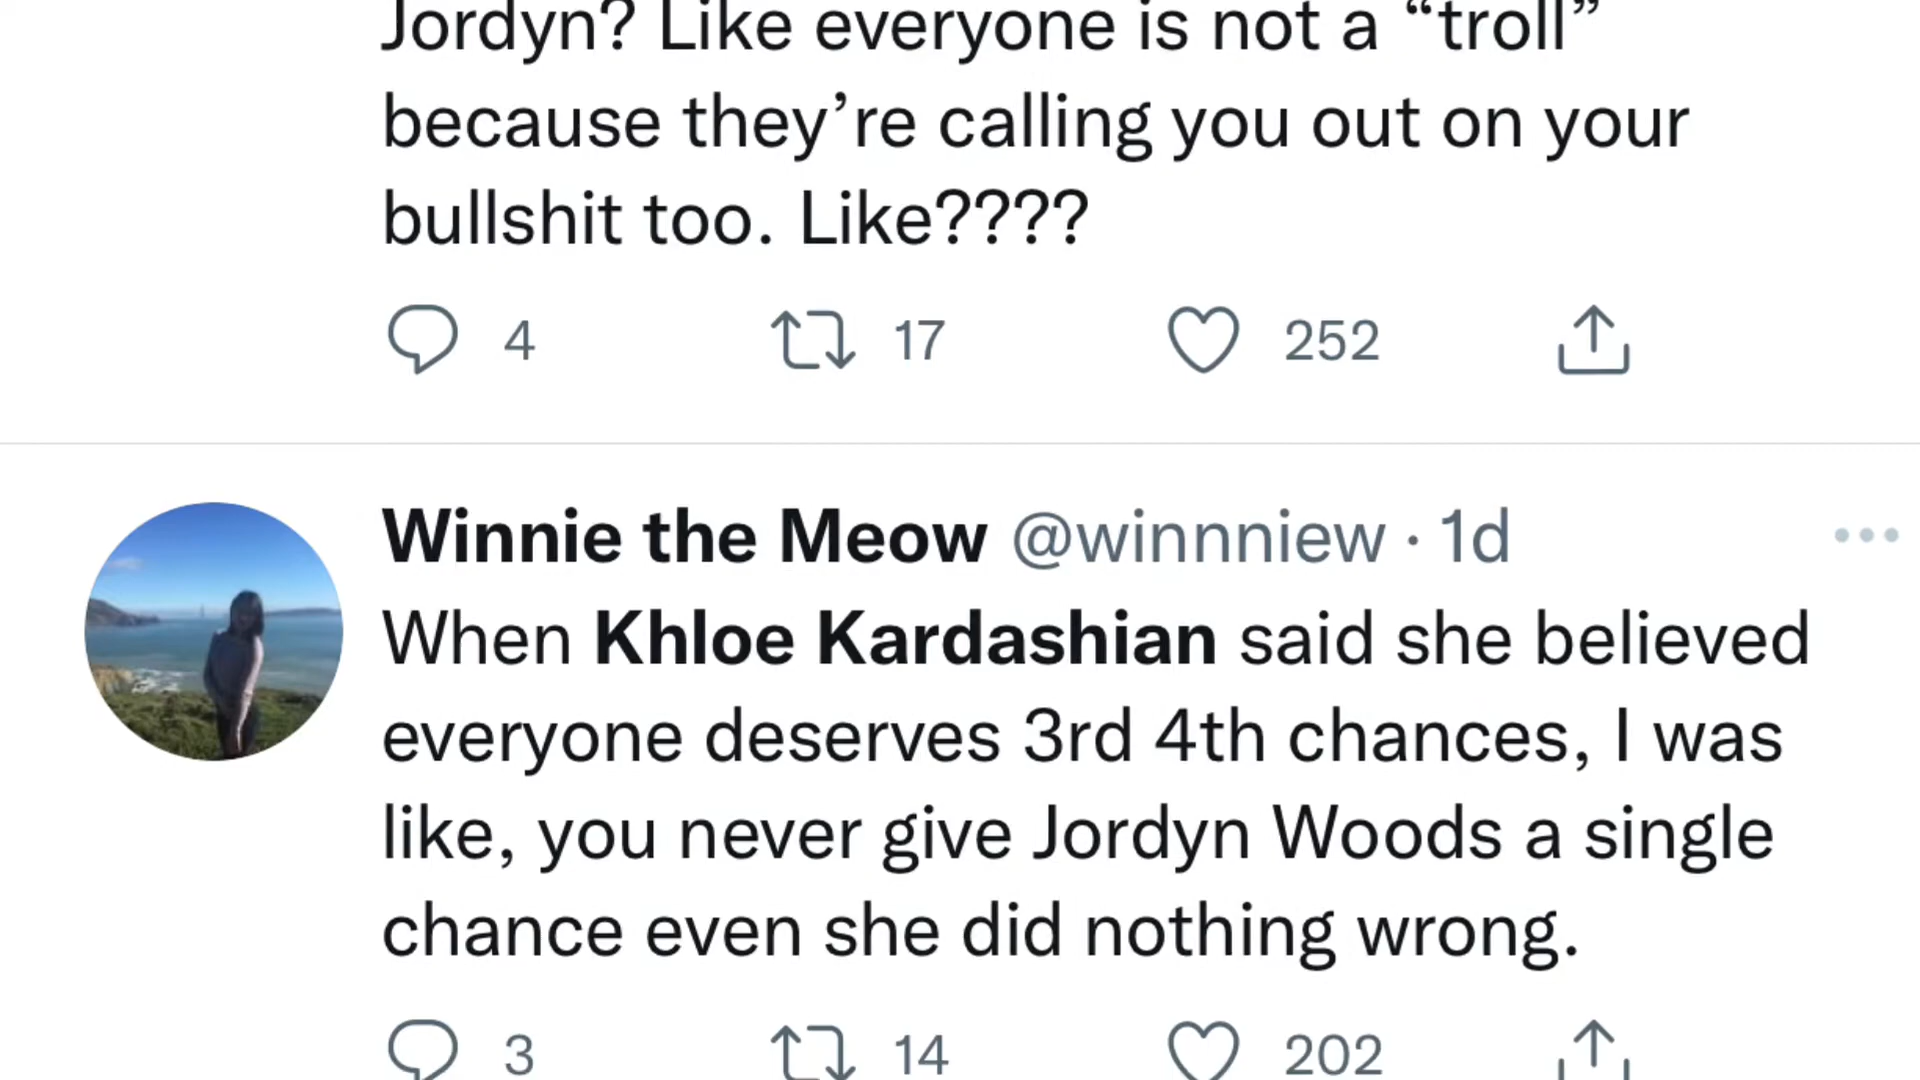 Jordyn? Like everyone is not a “troll”
because they’re calling you out on your
bullshit too. Like????
4 17 252
Winnie the Meow @winnniew · 1d
When Khloe Kardashian said she believed
everyone deserves 3rd 4th chances, I was
like, you never give Jordyn Woods a single
chance even she did nothing wrong.
3 14 202